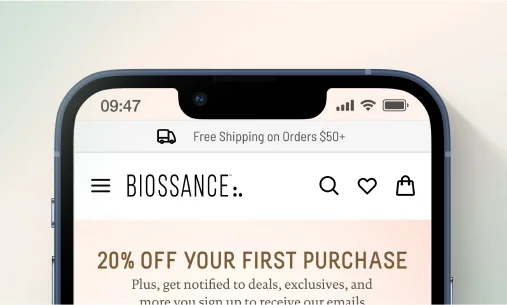 09:47
Free Shipping on Orders $50+
BIOSSANCE
20% OFF YOUR FIRST PURCHASE
Plus, get notified to deals, exclusives, and
more you sign up to receive our emails